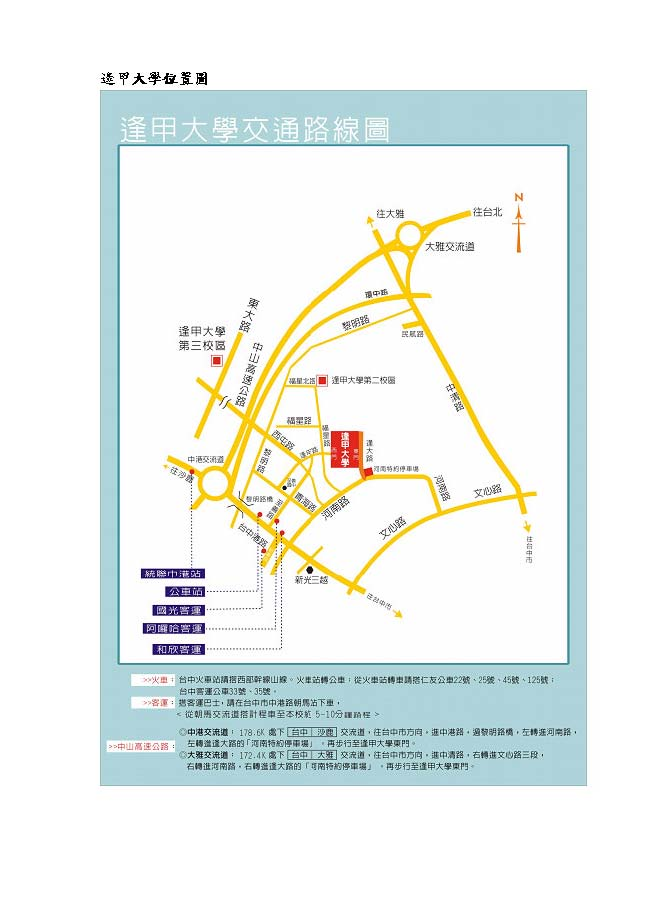 逢甲大學位置圖
逢甲大學交通路線圖
N
往大雅
往台北
大雅交流道
環中路
東大路
黎明路
民航路
逢甲大學
第三校區
中山高速公路
福星北路
逢甲大學第二校區
中清路
福星路
福星路
西屯路
逢甲大學
西門
東門
逢大路
逢甲路
河南特約停車場
中港交流道
往沙鹿
黎明路
河南路
文心路
黎明路橋
青海路
河南路
文心路
台中港路
往台中市
新光三越
往台中市
統聯中港站
公車站
國光客運
阿囉哈客運
和欣客運
>>火車： 台中火車站請搭西部幹線山線。火車站轉公車：從火車站轉車請搭仁友公車22號、25號、45號、125號；
台中客運公車33號、35號。
>>客運： 搭客運巴士，請在台中市中港路朝馬站下車，
< 從朝馬交流道搭計程車至本校約 5-10分鐘路程 >
>>中山高速公路：
◎中港交流道： 178.6K 處下 台中｜沙鹿 交流道，往台中市方向，進中港路，過黎明路橋，左轉進河南路，
左轉進逢大路的「河南特約停車場」 。再步行至逢甲大學東門。
◎大雅交流道： 172.4K 處下 台中｜大雅 交流道，往台中市方向，進中清路，右轉進文心路三段，
右轉進河南路，右轉進逢大路的「河南特約停車場」 。再步行至逢甲大學東門。